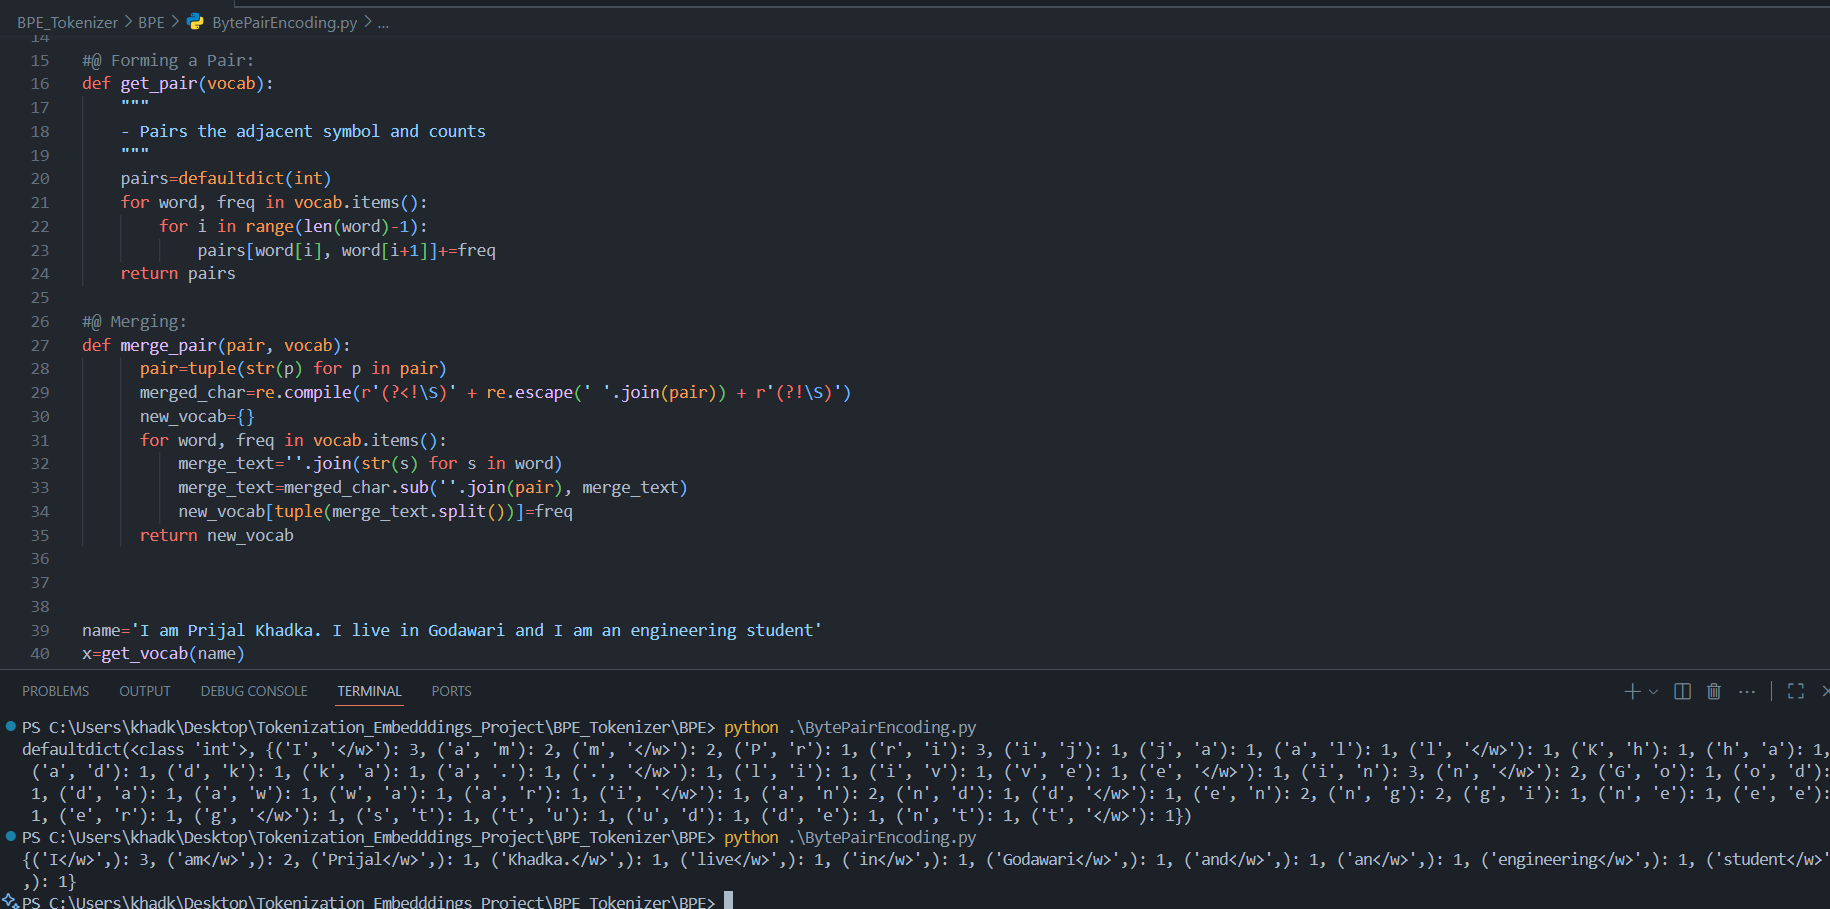 BPE_Tokenizer > BPE > BytePairEncoding.py > ...
14
15 #@ Forming a Pair:
16 def get_pair(vocab):
17 """
18 - Pairs the adjacent symbol and counts
19 """
20 pairs=defaultdict(int)
21 for word, freq in vocab.items():
22 for i in range(len(word)-1):
23 pairs[word[i], word[i+1]]+=freq
24 return pairs
25
26 #@ Merging:
27 def merge_pair(pair, vocab):
28 pair=tuple(str(p) for p in pair)
29 merged_char=re.compile(r'(?<!\S)' + re.escape(' '.join(pair)) + r'(?!\S)')
30 new_vocab={}
31 for word, freq in vocab.items():
32 merge_text=''.join(str(s) for s in word)
33 merge_text=merged_char.sub(''.join(pair), merge_text)
34 new_vocab[tuple(merge_text.split())]=freq
35 return new_vocab
36
37
38
39 name='I am Prijal Khadka. I live in Godawari and I am an engineering student'
40 x=get_vocab(name)
PROBLEMS OUTPUT DEBUG CONSOLE TERMINAL PORTS
PS C:\Users\khadk\Desktop\Tokenization_Embedddings_Project\BPE_Tokenizer\BPE> python .\BytePairEncoding.py
defaultdict(<class 'int'>, {('I', '</w>'): 3, ('a', 'm'): 2, ('m', '</w>'): 2, ('P', 'r'): 1, ('r', 'i'): 3, ('i', 'j'): 1, ('j', 'a'): 1, ('a', 'l'): 1, ('l', '</w>'): 1, ('K', 'h'): 1, ('h', 'a'): 1,
('a', 'd'): 1, ('d', 'k'): 1, ('k', 'a'): 1, ('a', '.'): 1, ('.', '</w>'): 1, ('l', 'i'): 1, ('i', 'v'): 1, ('v', 'e'): 1, ('e', '</w>'): 1, ('i', 'n'): 3, ('n', '</w>'): 2, ('G', 'o'): 1, ('o', 'd'):
1, ('d', 'a'): 1, ('a', 'w'): 1, ('w', 'a'): 1, ('a', 'r'): 1, ('i', '</w>'): 1, ('a', 'n'): 2, ('n', 'd'): 1, ('d', '</w>'): 1, ('e', 'n'): 2, ('n', 'g'): 2, ('g', 'i'): 1, ('n', 'e'): 1, ('e', 'e'):
1, ('e', 'r'): 1, ('g', '</w>'): 1, ('s', 't'): 1, ('t', 'u'): 1, ('u', 'd'): 1, ('d', 'e'): 1, ('n', 't'): 1, ('t', '</w>'): 1})
PS C:\Users\khadk\Desktop\Tokenization_Embedddings_Project\BPE_Tokenizer\BPE> python .\BytePairEncoding.py
{('I</w>',): 3, ('am</w>',): 2, ('Prijal</w>',): 1, ('Khadka.</w>',): 1, ('live</w>',): 1, ('in</w>',): 1, ('Godawari</w>',): 1, ('and</w>',): 1, ('an</w>',): 1, ('engineering</w>',): 1, ('student</w>'
,): 1}
PS C:\Users\khadk\Desktop\Tokenization_Embedddings_Project\BPE_Tokenizer\BPE>